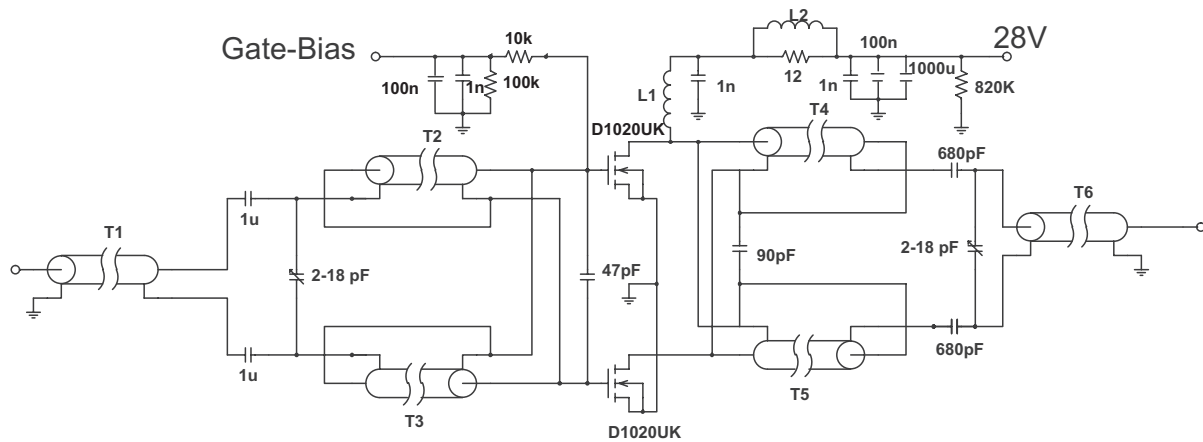 L2
10k
100n
28V
Gate-Bias
12
1000u
100n
1n
100k
1n
1n
820K
L1
D1020UK
T4
T2
680pF
T6
1u
T1
2-18 pF
47pF
90pF
2-18 pF
1u
680pF
T3
T5
D1020UK